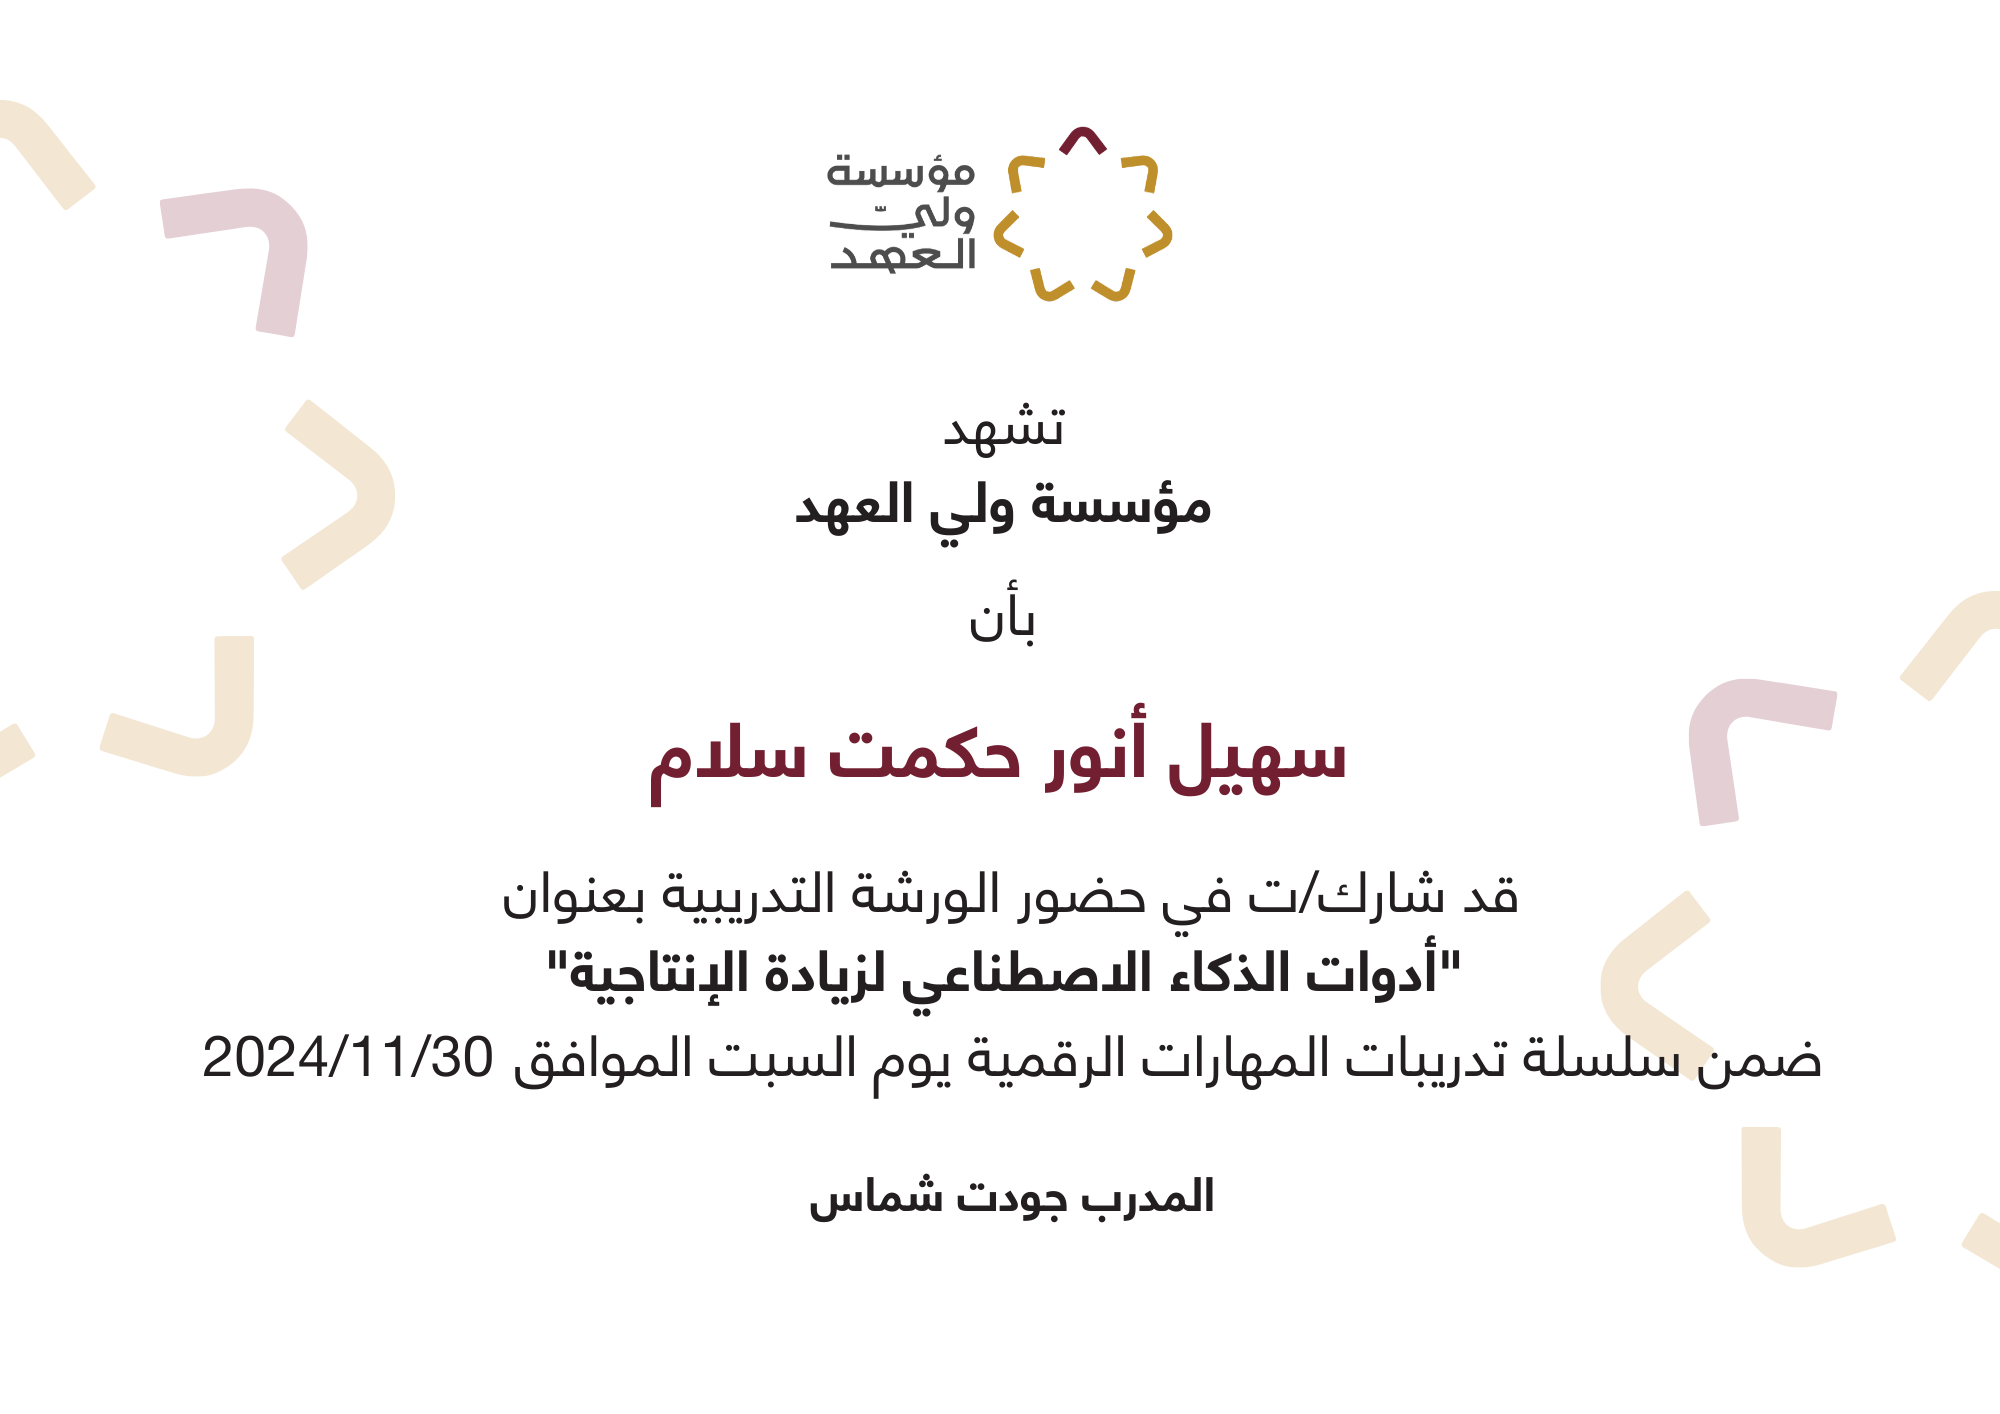 مؤسسة
ولي
العهد
تشهد
مؤسسة ولي العهد
بأن
سهيل أنور حكمت سلام
قد شارك/ت في حضور الورشة التدريبية بعنوان
"أدوات الذكاء الاصطناعي لزيادة الإنتاجية"
ضمن سلسلة تدريبات المهارات الرقمية يوم السبت الموافق 2024/11/30
المدرب جودت شماس